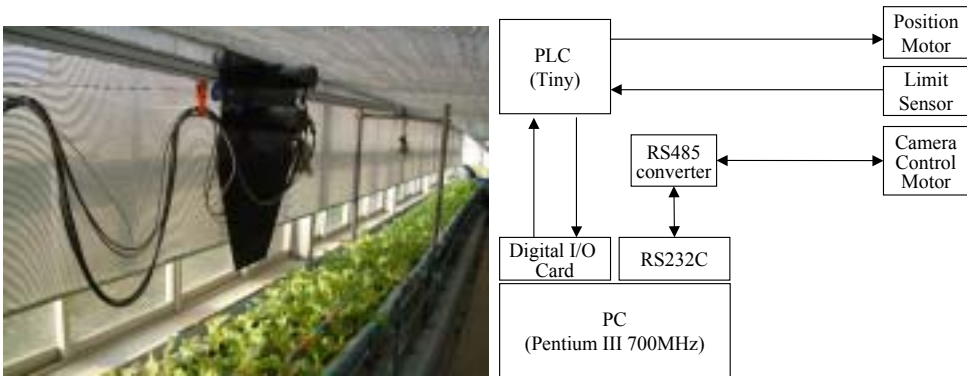 PLC
(Tiny)
Position
Motor
Limit
Sensor
RS485
converter
Camera
Control
Motor
Digital I/O
Card
RS232C
PC
(Pentium III 700MHz)